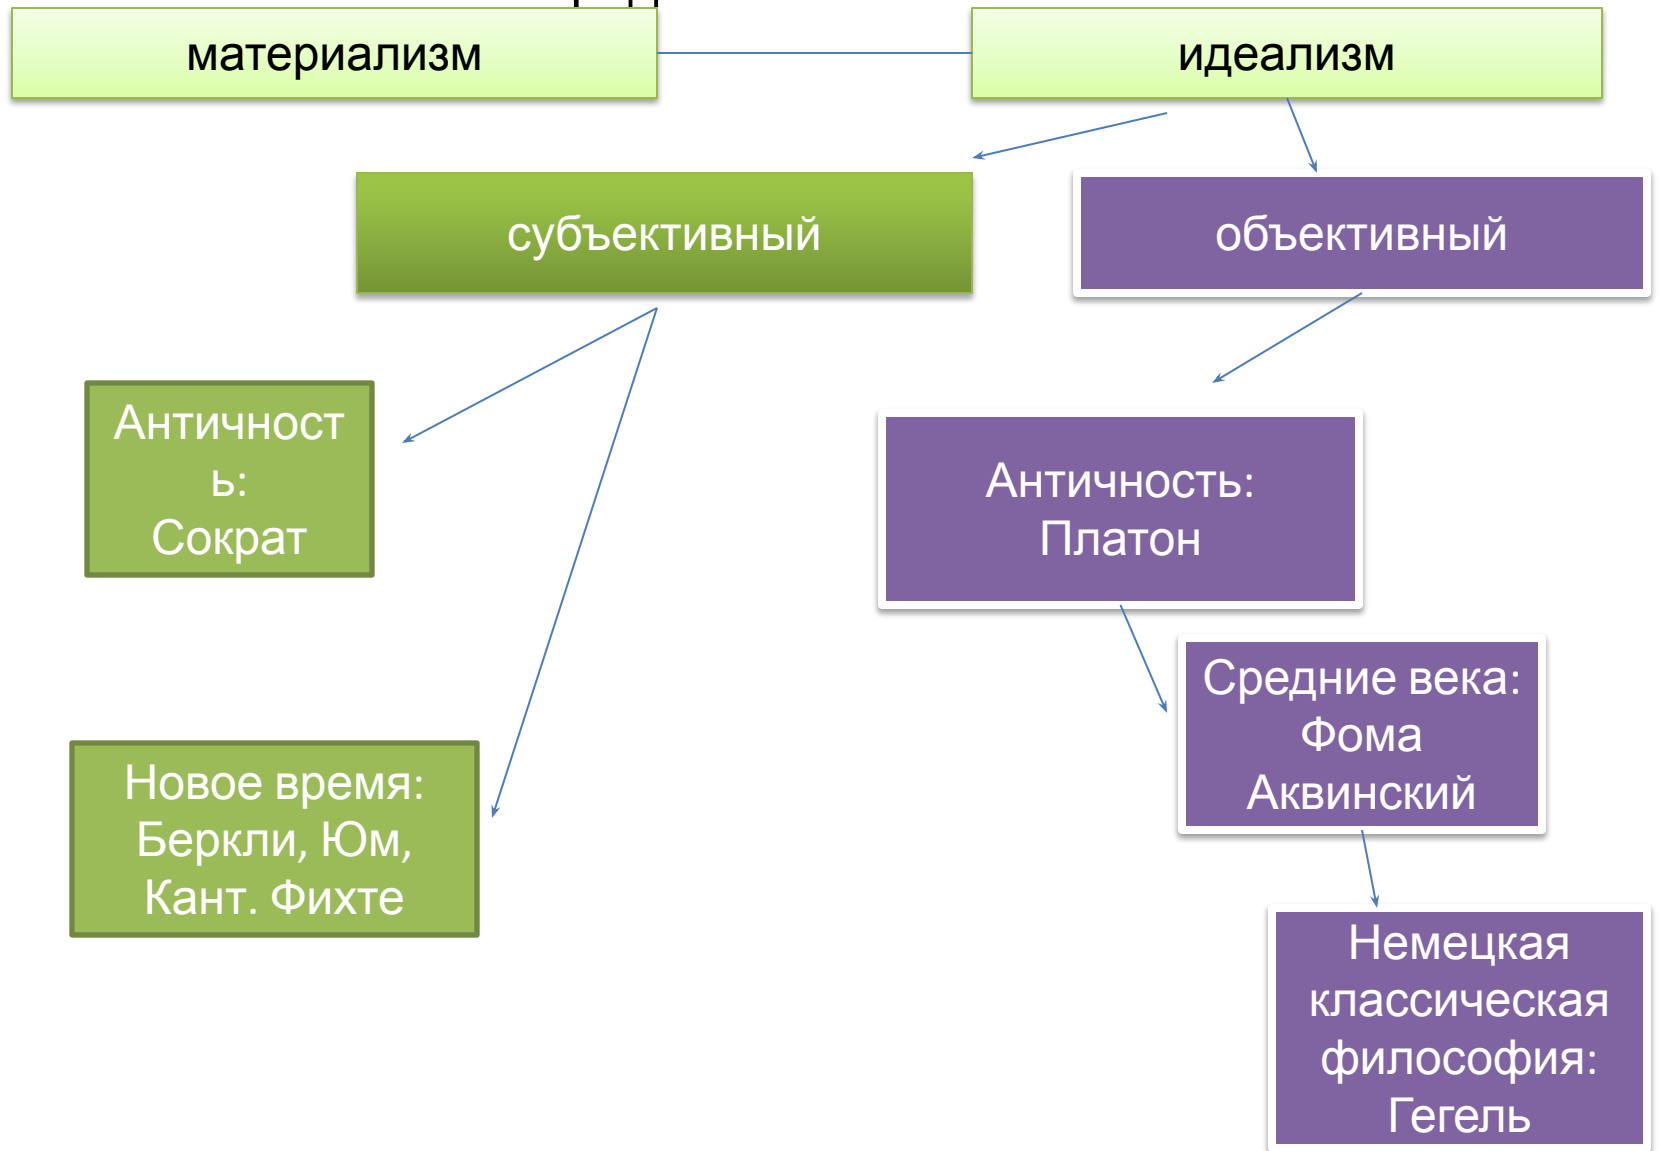 материализм
идеализм
субъективный
объективный
Античност
ь:
Сократ
Античность:
Платон
Средние века:
Фома
Аквинский
Новое время:
Беркли, Юм,
Кант. Фихте
Немецкая
классическая
философия:
Гегель